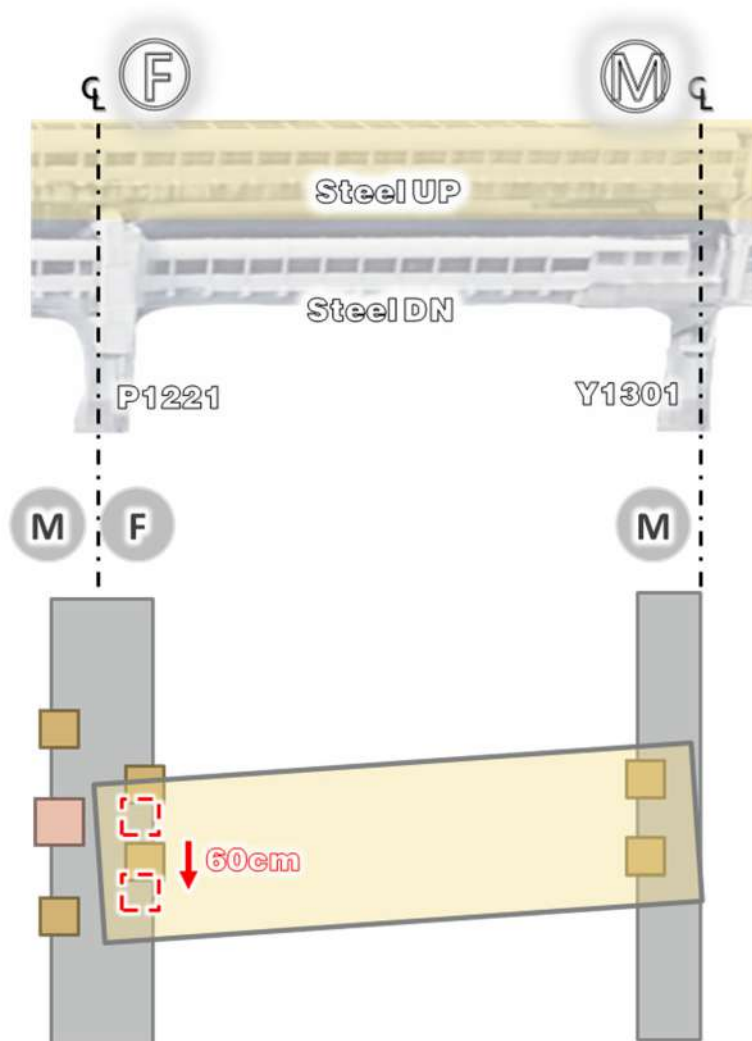 ℄ F M ℄
Steel UP
Steel DN
P1221 Y1301
M F M
60cm